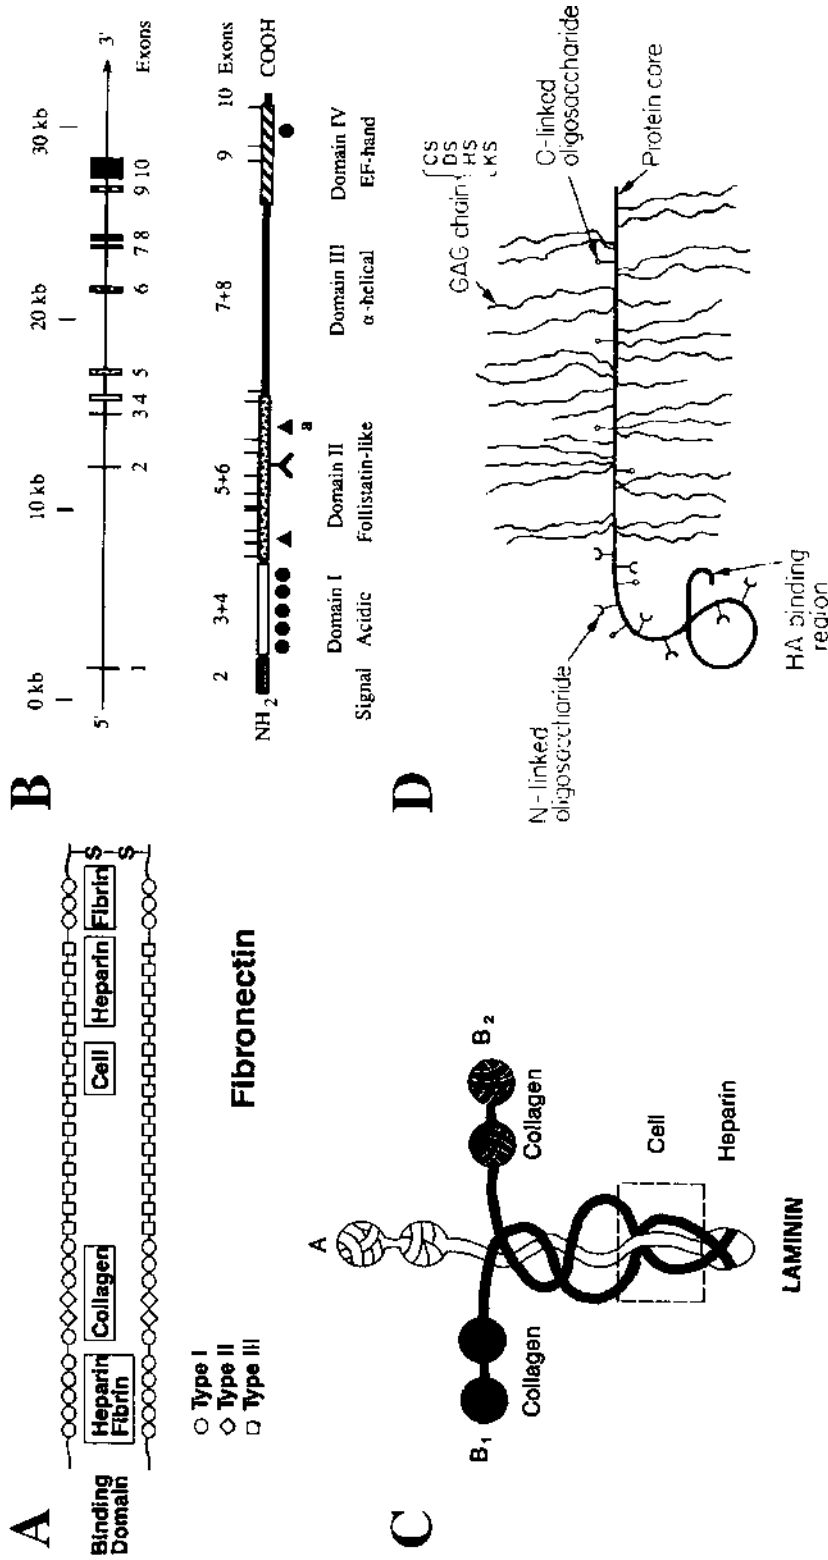 A
Binding
Domain
Heparin
Fibrin
Collagen
Cell
Heparin
Fibrin
S
S
Type I
Type II
Type III
Fibronectin
B
0 kb
10 kb
20 kb
30 kb
5'
3'
1
2
3 4
5
6
7 8
9 10
Exons
2
3+4
5+6
7+8
9
10
Exons
NH2
COOH
a
Signal
Domain I
Acidic
Domain II
Follistatin-like
Domain III
α-helical
Domain IV
EF-hand
C
A
B1
B2
Collagen
Collagen
Cell
Heparin
LAMININ
D
N-linked
oligosaccharide
GAG chain
CS
DS
HS
KS
O-linked
oligosaccharide
Protein core
HA binding
region